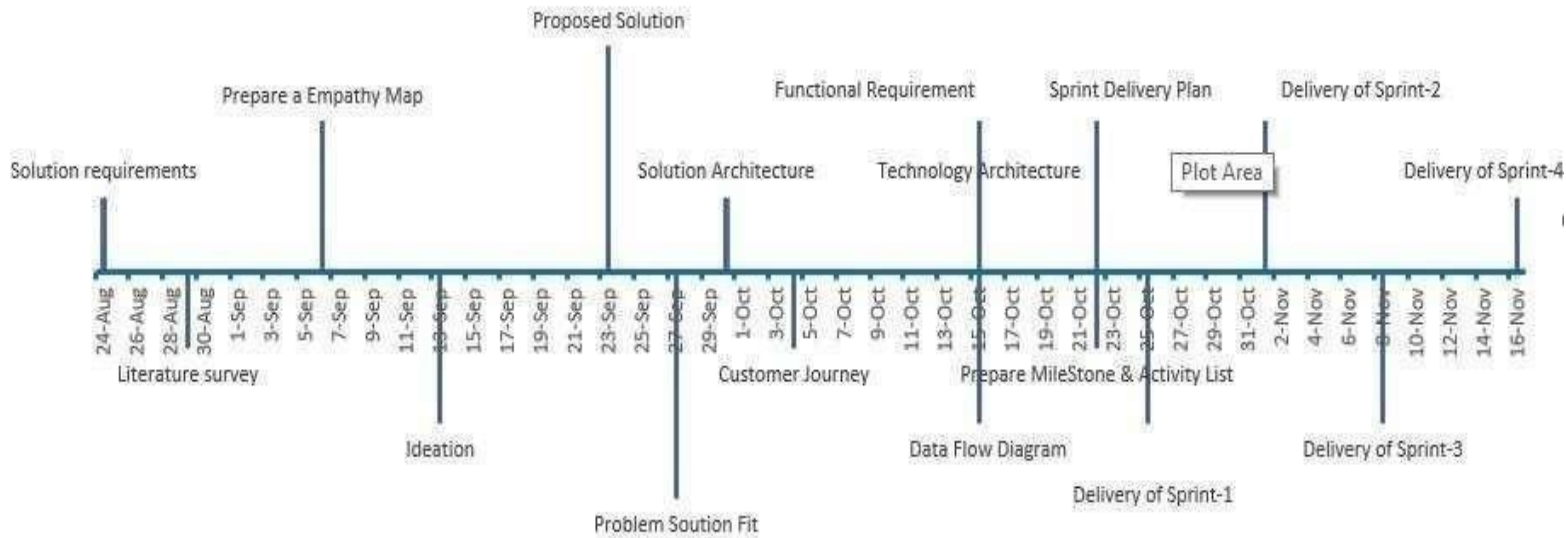 Proposed Solution
Prepare a Empathy Map
Functional Requirement
Sprint Delivery Plan
Delivery of Sprint-2
Solution requirements
Solution Architecture
Technology Architecture
Plot Area
Delivery of Sprint-4
24-Aug
26-Aug
28-Aug
30-Aug
1-Sep
3-Sep
5-Sep
7-Sep
9-Sep
11-Sep
13-Sep
15-Sep
17-Sep
19-Sep
21-Sep
23-Sep
25-Sep
27-Sep
29-Sep
1-Oct
3-Oct
5-Oct
7-Oct
9-Oct
11-Oct
13-Oct
15-Oct
17-Oct
19-Oct
21-Oct
23-Oct
25-Oct
27-Oct
29-Oct
31-Oct
2-Nov
4-Nov
6-Nov
8-Nov
10-Nov
12-Nov
14-Nov
16-Nov
Literature survey
Customer Journey
Prepare MileStone & Activity List
Ideation
Data Flow Diagram
Delivery of Sprint-3
Delivery of Sprint-1
Problem Soution Fit